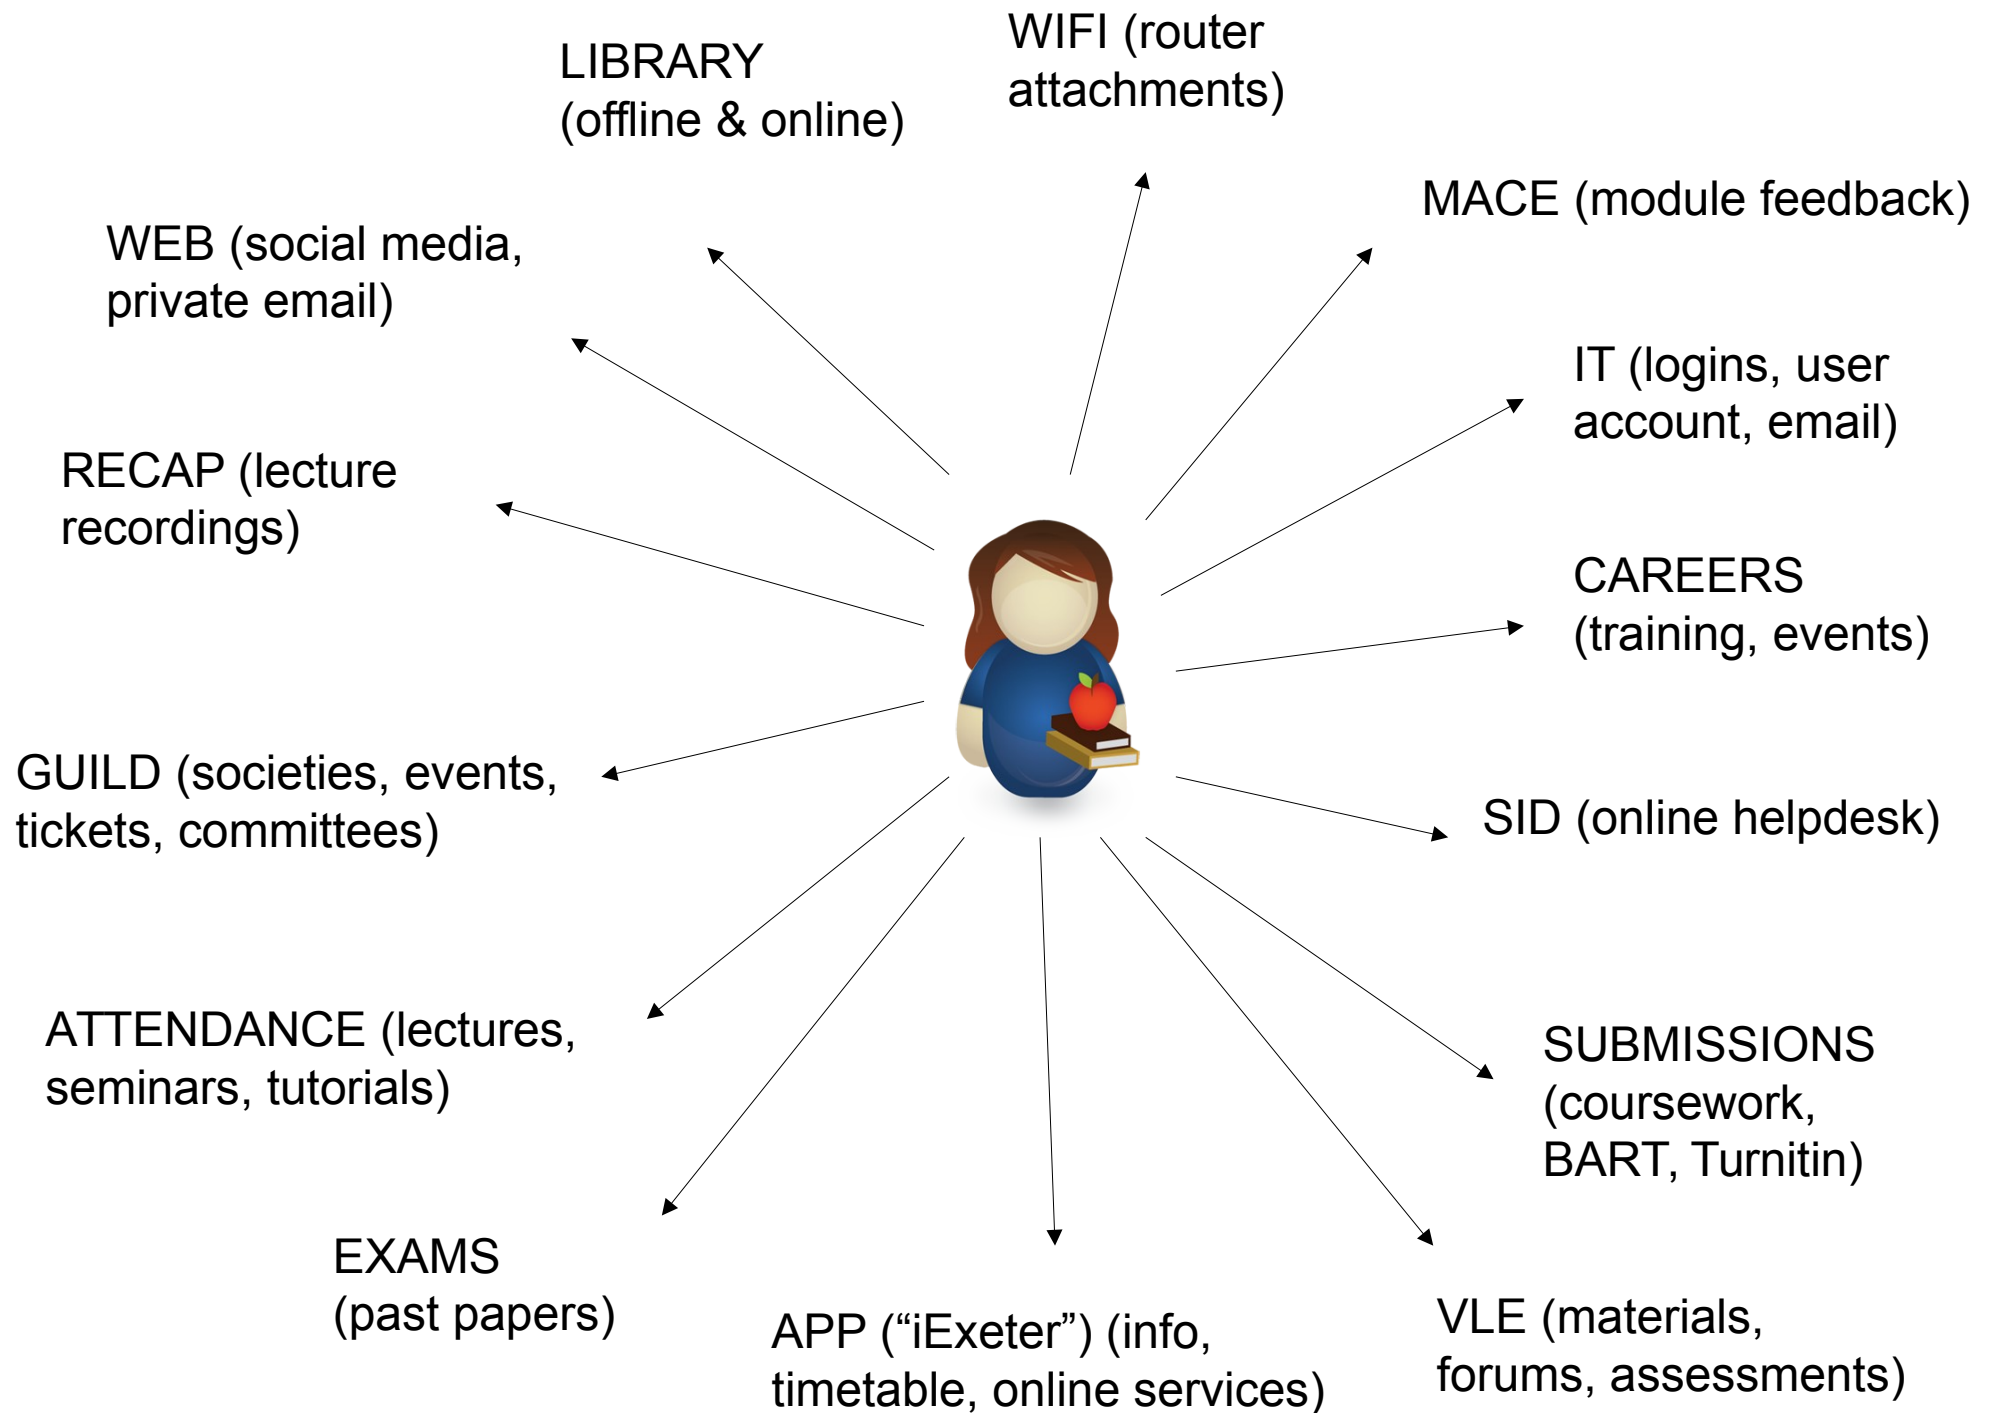 WIFI (router
attachments)
LIBRARY
(offline & online)
MACE (module feedback)
WEB (social media,
private email)
IT (logins, user
account, email)
RECAP (lecture
recordings)
CAREERS
(training, events)
GUILD (societies, events,
tickets, committees)
SID (online helpdesk)
ATTENDANCE (lectures,
seminars, tutorials)
SUBMISSIONS
(coursework,
BART, Turnitin)
EXAMS
(past papers)
APP (“iExeter”) (info,
timetable, online services)
VLE (materials,
forums, assessments)